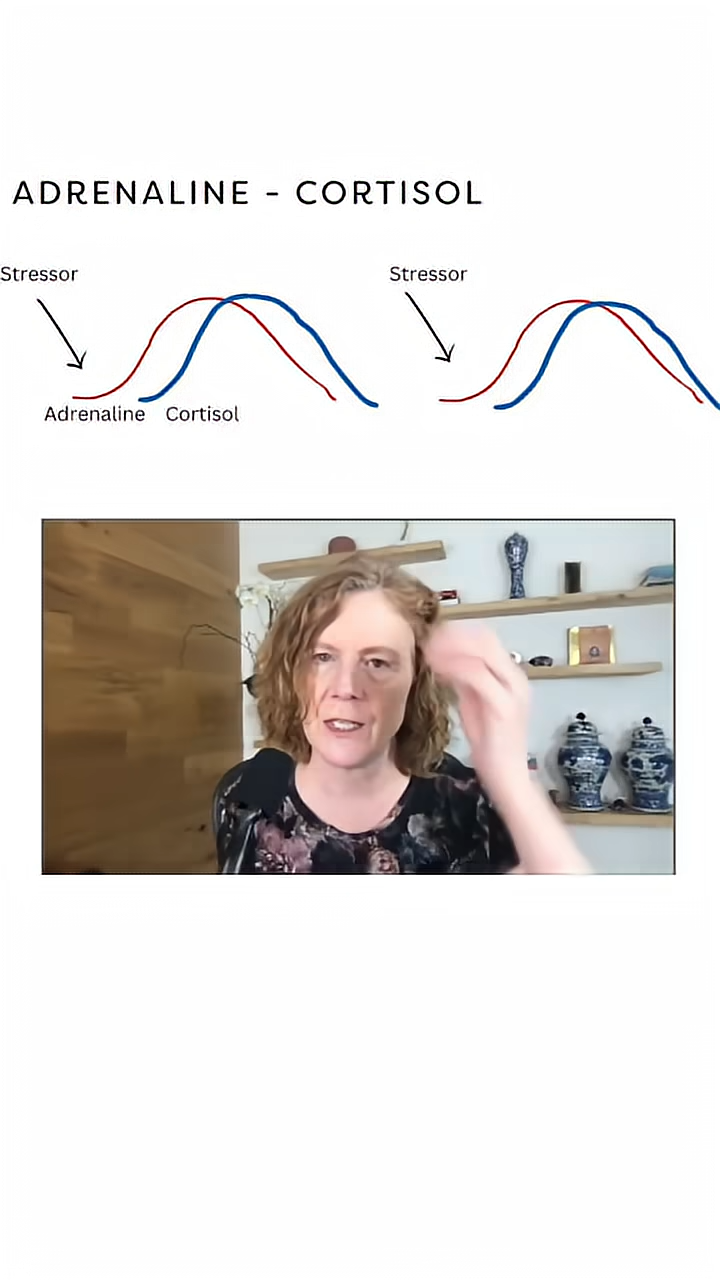 ADRENALINE - CORTISOL
Stressor
Stressor
Adrenaline
Cortisol